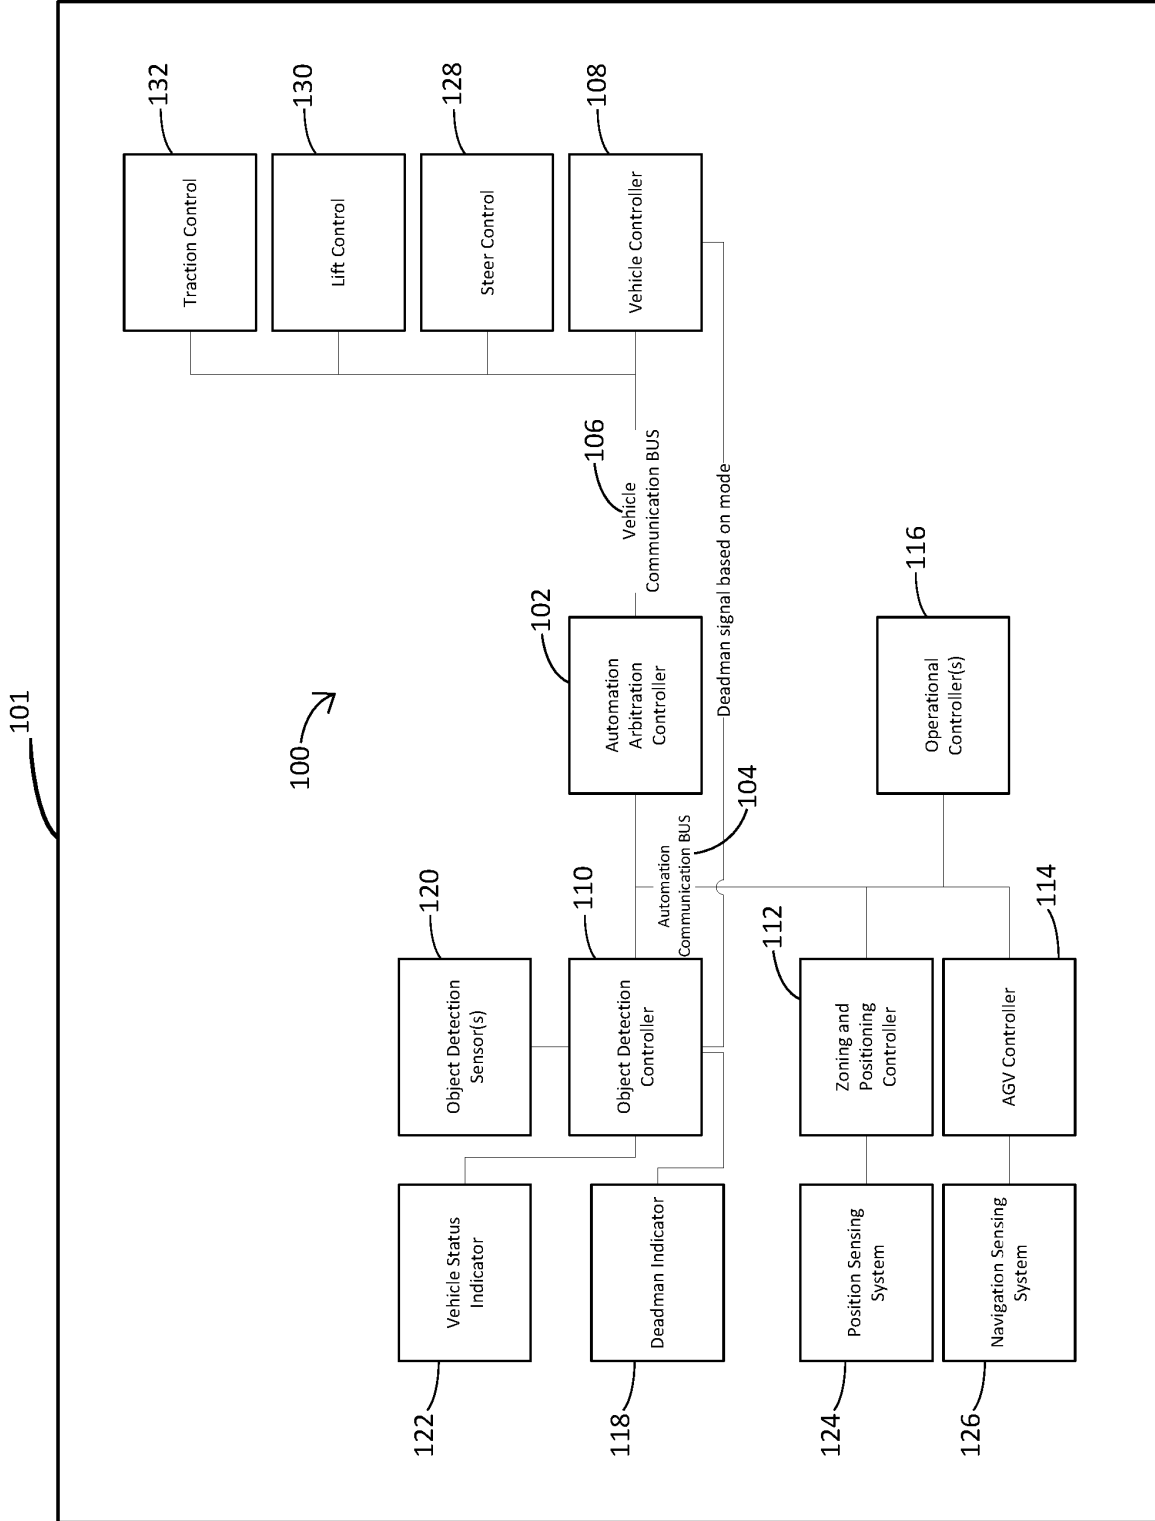 101
100
122
Vehicle Status
Indicator
120
Object Detection
Sensor(s)
132
Traction Control
130
Lift Control
128
Steer Control
108
Vehicle Controller
118
Deadman Indicator
110
Object Detection
Controller
Automation
Communication BUS
104
102
Automation
Arbitration
Controller
106
Vehicle
Communication BUS
Deadman signal based on mode
124
Position Sensing
System
112
Zoning and
Positioning
Controller
116
Operational
Controller(s)
126
Navigation Sensing
System
114
AGV Controller